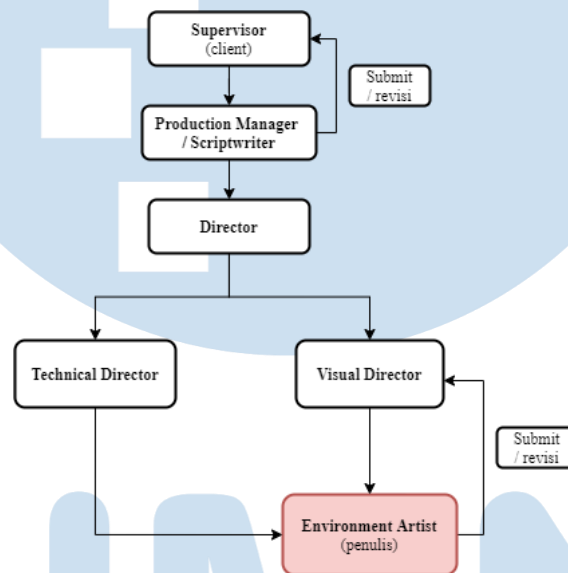 Supervisor
(client)
Submit
/ revisi
Production Manager
/ Scriptwriter
Director
Technical Director
Visual Director
Submit
/ revisi
Environment Artist
(penulis)